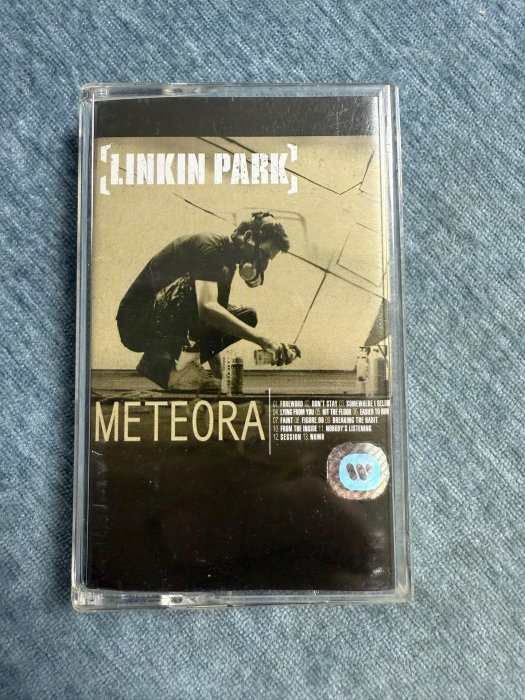 [LINKIN PARK]
METEORA
01. FOREWORD 02. DON'T STAY 03. SOMEWHERE I BELON
04. LYING FROM YOU 05. HIT THE FLOOR 06. EASIER TO RUN
07. FAINT 08. FIGURE.09 09. BREAKING THE HABIT
10. FROM THE INSIDE 11. NOBODY'S LISTENING
12. SESSION 13. NUMB